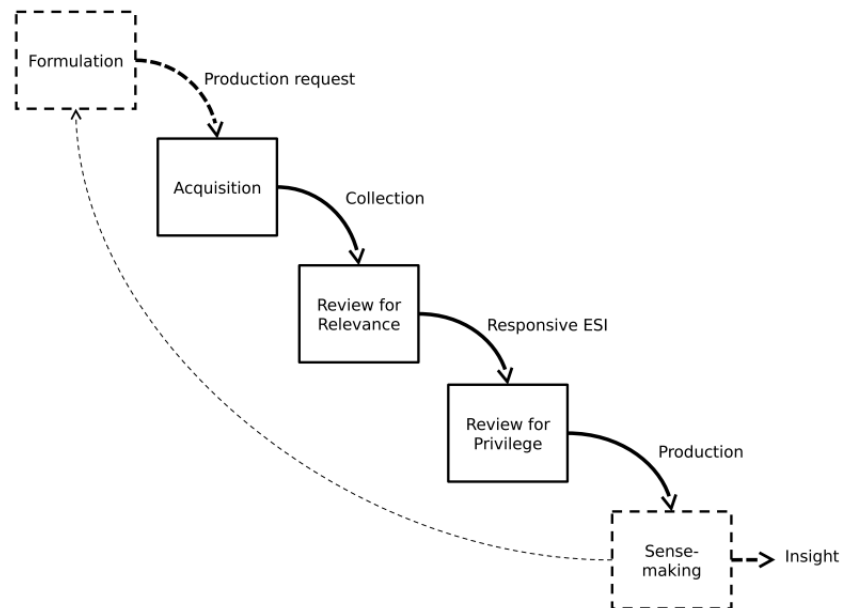 Formulation
Production request
Acquisition
Collection
Review for
Relevance
Responsive ESI
Review for
Privilege
Production
Sense-
making
Insight